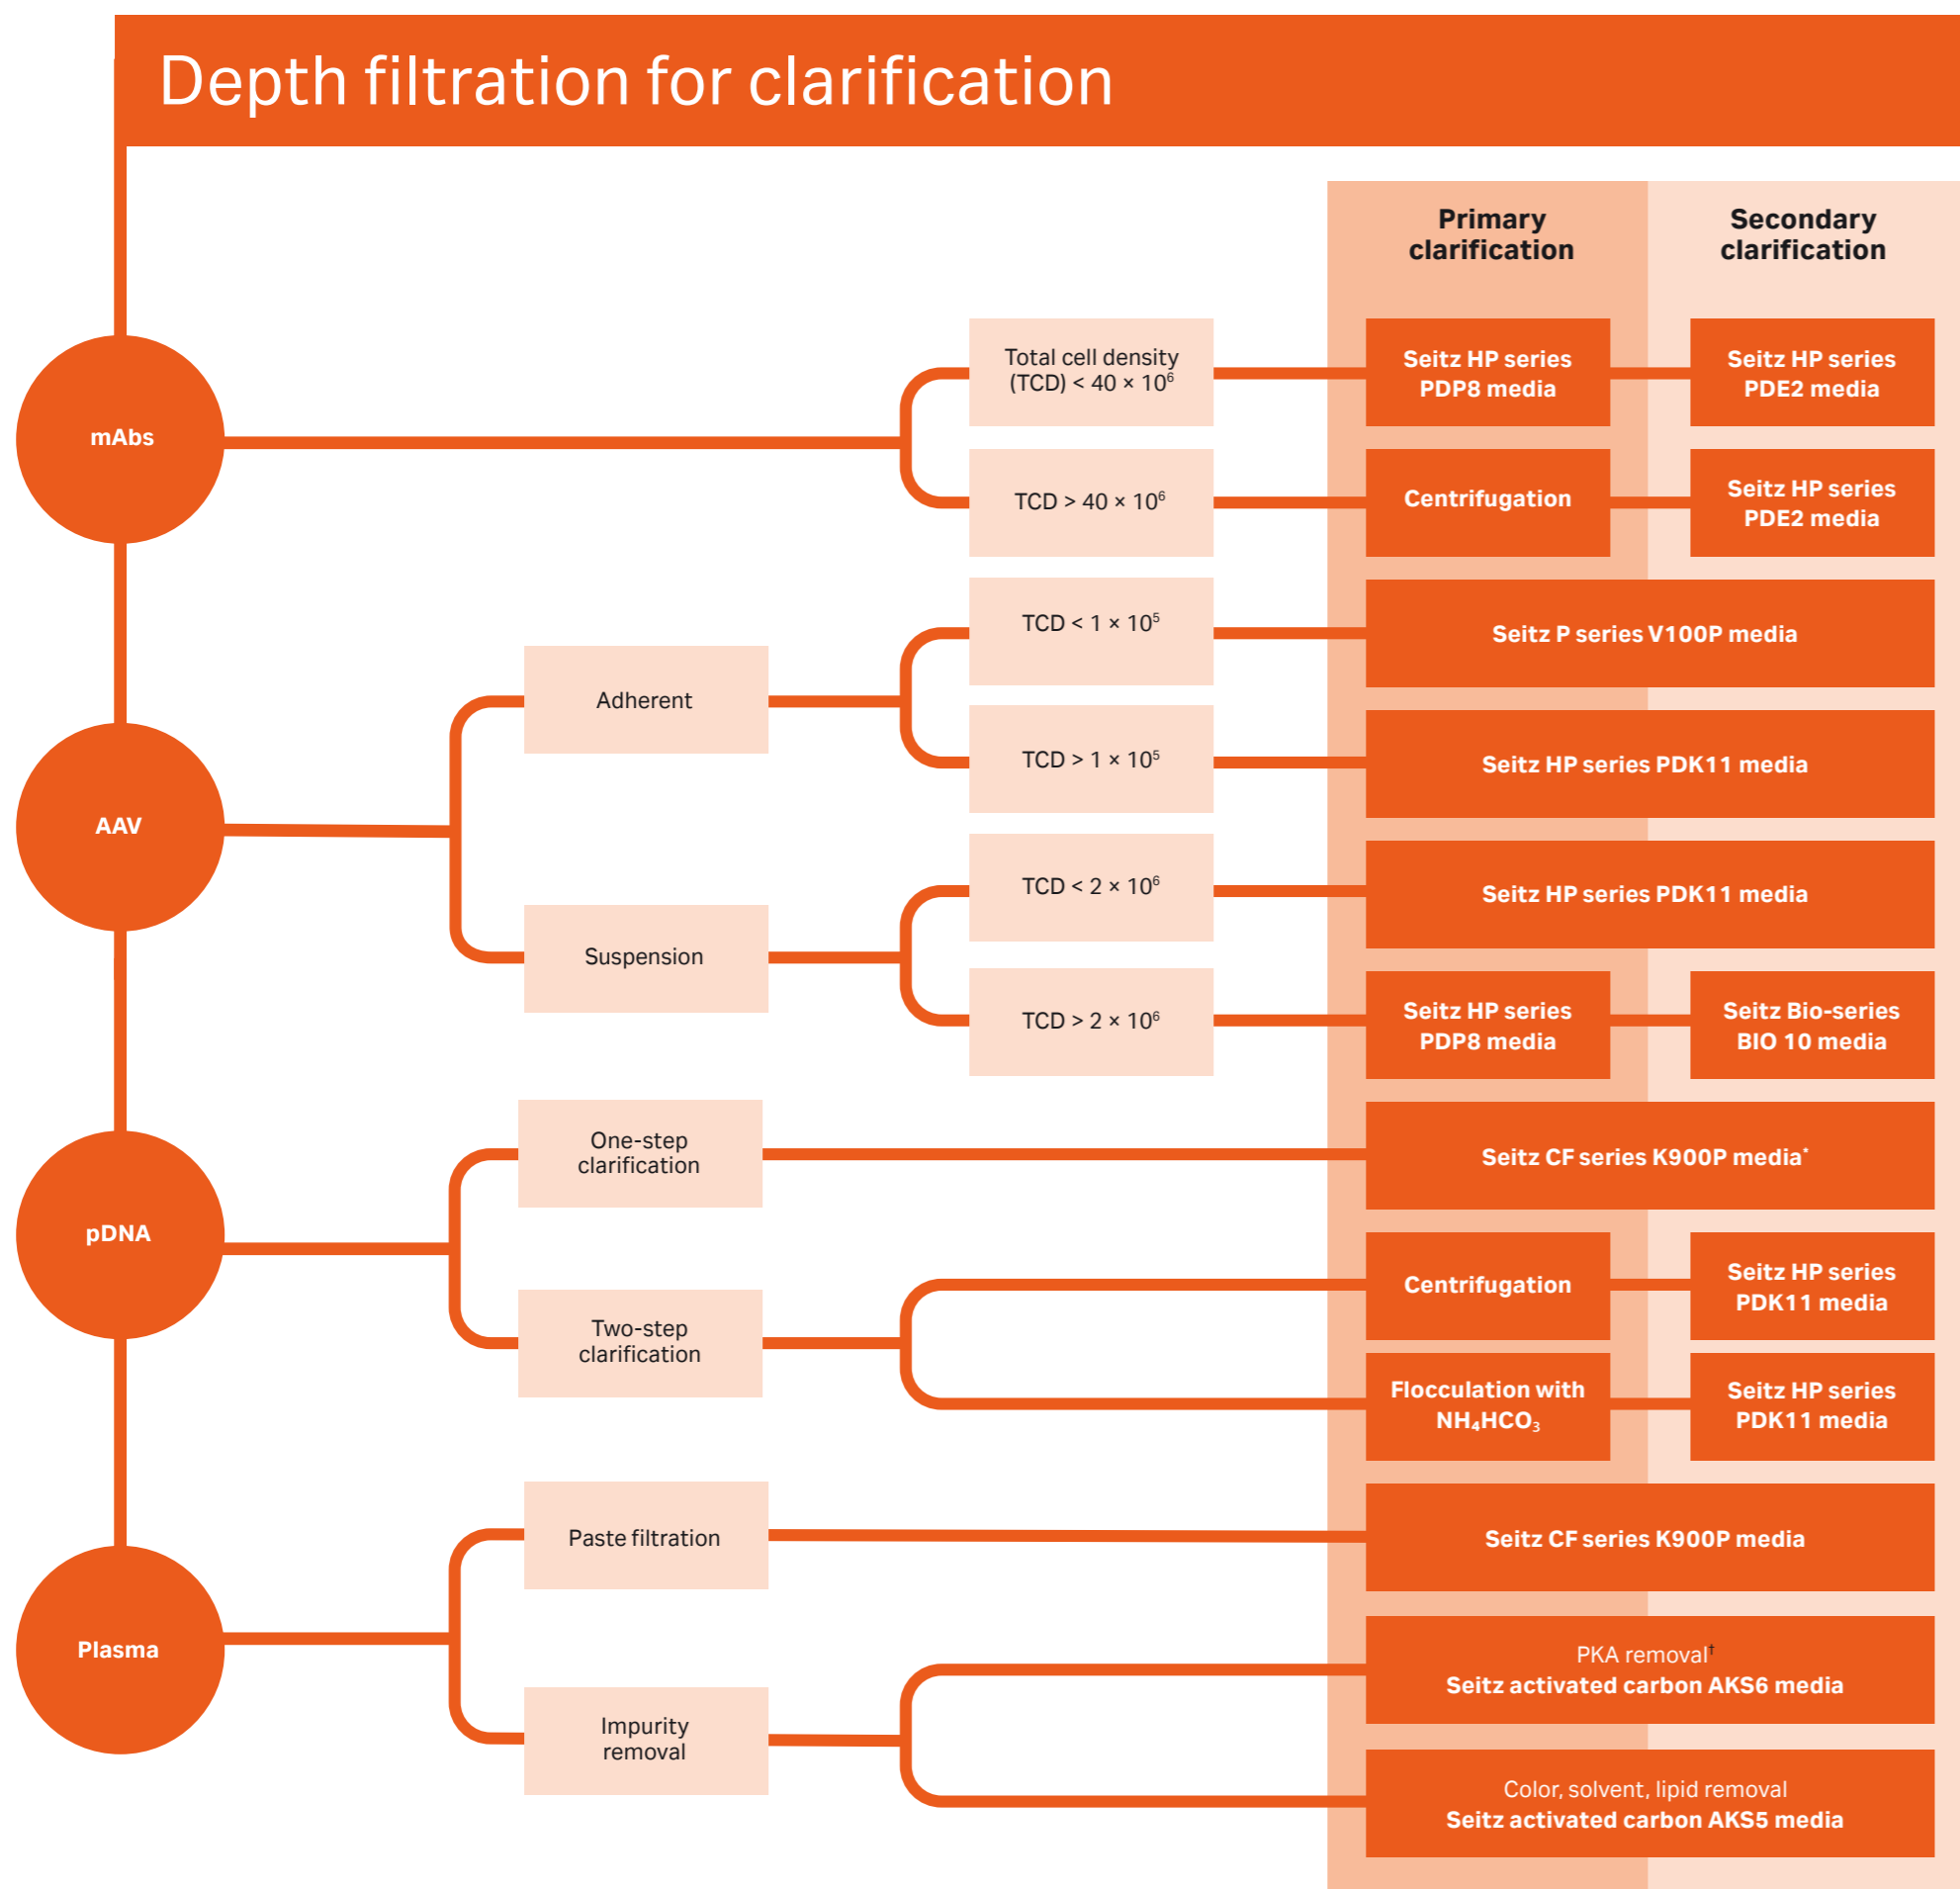 Depth filtration for clarification
Primary
clarification
Secondary
clarification
mAbs
Total cell density
(TCD) < 40 × 10⁶
Seitz HP series
PDP8 media
Seitz HP series
PDE2 media
TCD > 40 × 10⁶
Centrifugation
Seitz HP series
PDE2 media
AAV
Adherent
TCD < 1 × 10⁵
Seitz P series V100P media
TCD > 1 × 10⁵
Seitz HP series PDK11 media
Suspension
TCD < 2 × 10⁶
Seitz HP series PDK11 media
TCD > 2 × 10⁶
Seitz HP series
PDP8 media
Seitz Bio-series
BIO 10 media
pDNA
One-step
clarification
Seitz CF series K900P media*
Two-step
clarification
Centrifugation
Seitz HP series
PDK11 media
Flocculation with
NH₄HCO₃
Seitz HP series
PDK11 media
Plasma
Paste filtration
Seitz CF series K900P media
Impurity
removal
PKA removal†
Seitz activated carbon AKS6 media
Color, solvent, lipid removal
Seitz activated carbon AKS5 media